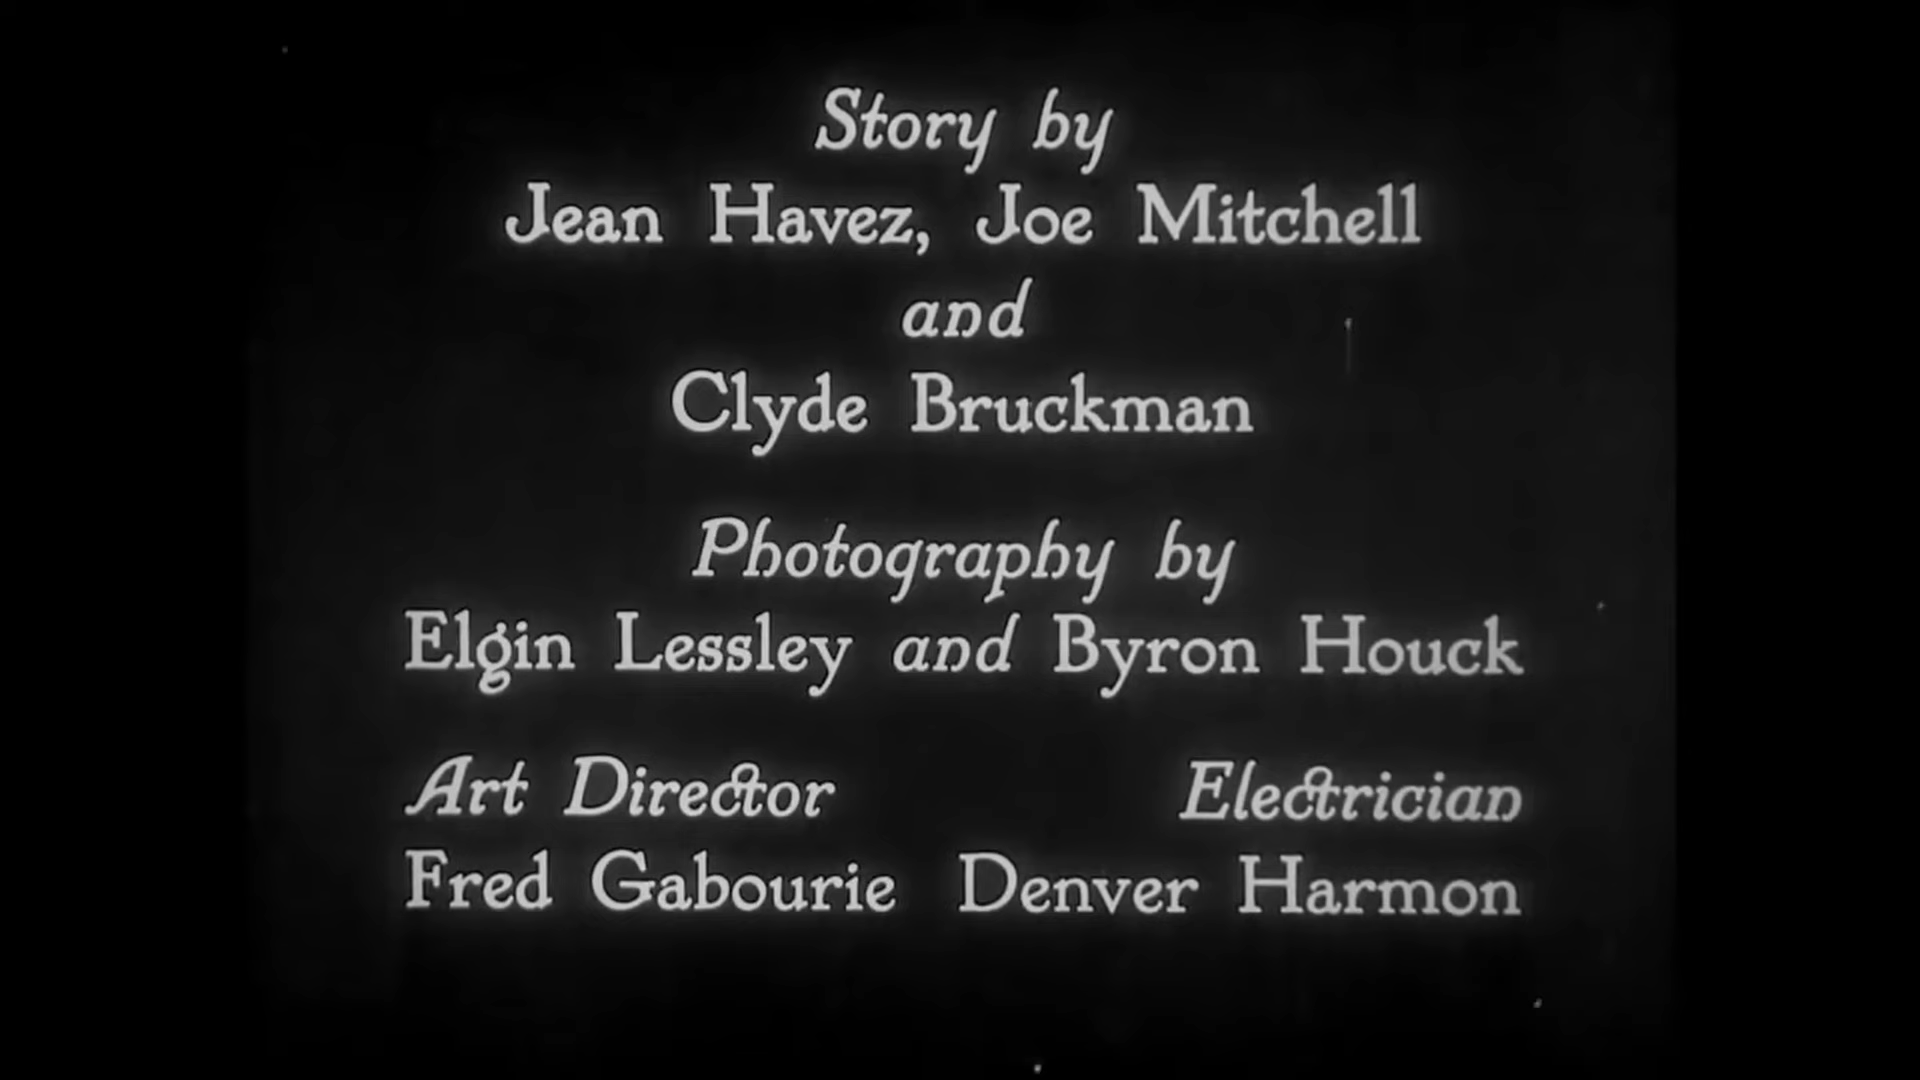 Story by
Jean Havez, Joe Mitchell
and
Clyde Bruckman
Photography by
Elgin Lessley and Byron Houck
Art Director Electrician
Fred Gabourie Denver Harmon